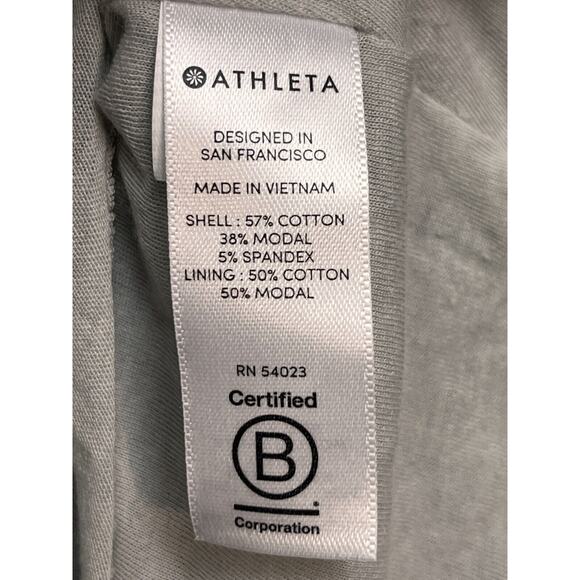 ATHLETA
DESIGNED IN
SAN FRANCISCO
MADE IN VIETNAM
SHELL : 57% COTTON
38% MODAL
5% SPANDEX
LINING : 50% COTTON
50% MODAL
RN 54023
Certified
B
Corporation